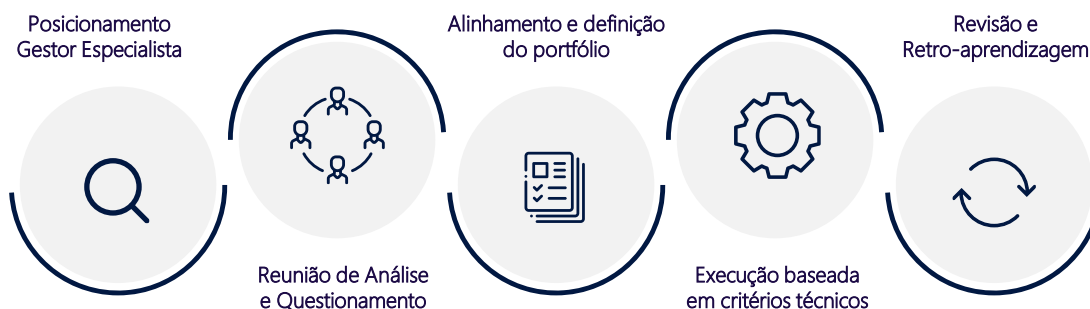 Posicionamento
Gestor Especialista
Reunião de Análise
e Questionamento
Alinhamento e definição
do portfólio
Execução baseada
em critérios técnicos
Revisão e
Retro-aprendizagem